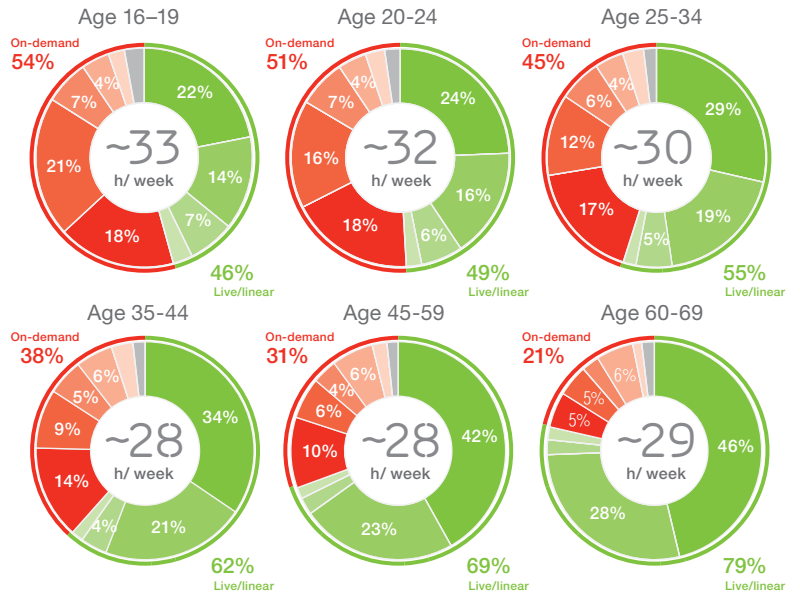 Age 16–19
On-demand
54%
4%
7%
22%
21%
~33
h/ week
14%
7%
18%
46%
Live/linear
Age 20-24
On-demand
51%
4%
7%
24%
16%
~32
h/ week
16%
6%
18%
49%
Live/linear
Age 25-34
On-demand
45%
4%
6%
29%
12%
~30
h/ week
17%
19%
5%
55%
Live/linear
Age 35-44
On-demand
38%
6%
5%
34%
9%
~28
h/ week
14%
4%
21%
62%
Live/linear
Age 45-59
On-demand
31%
6%
4%
6%
42%
~28
h/ week
10%
23%
69%
Live/linear
Age 60-69
On-demand
21%
6%
5%
5%
46%
~29
h/ week
28%
79%
Live/linear